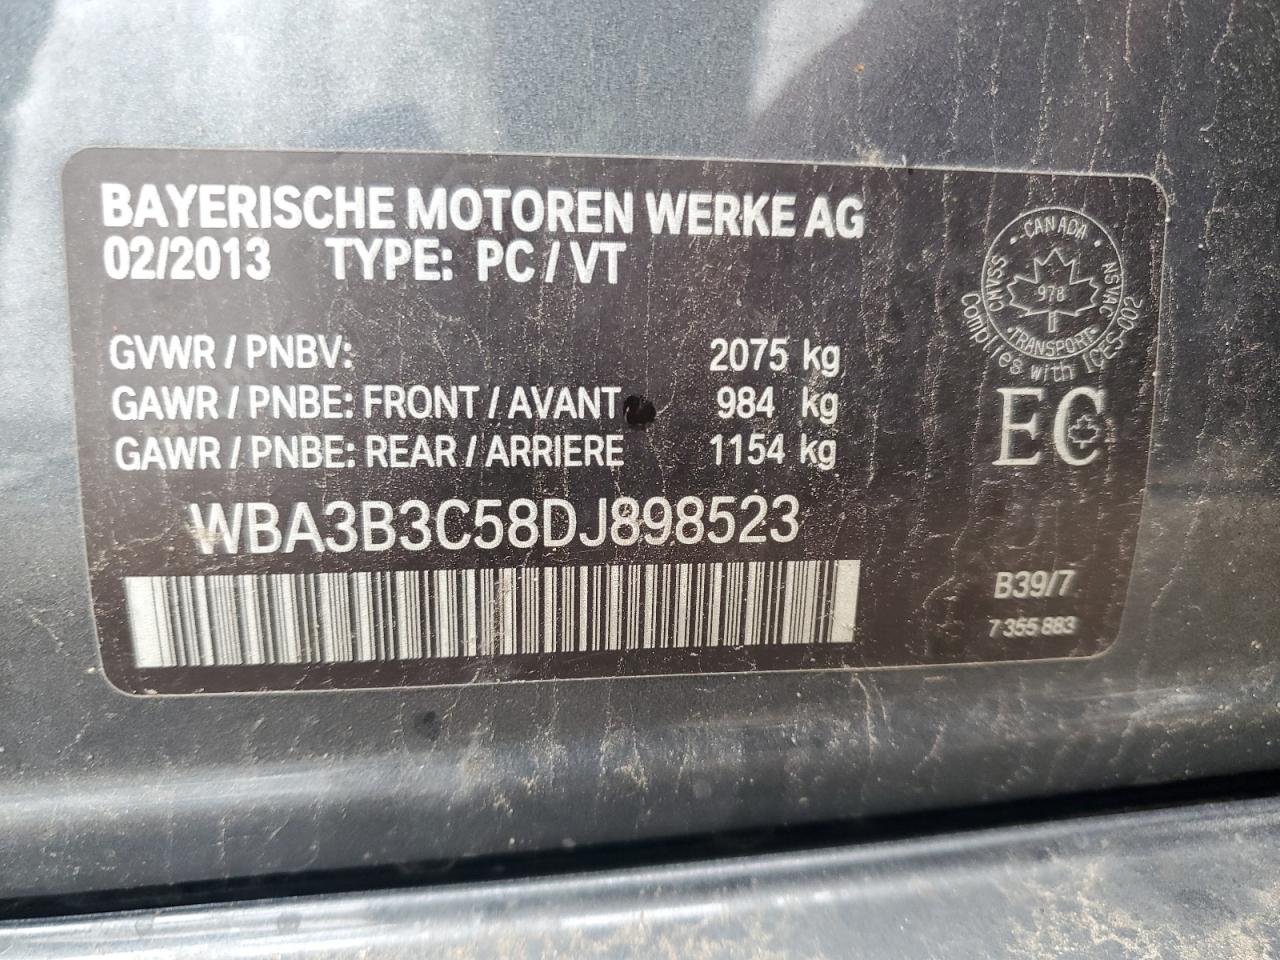 BAYERISCHE MOTOREN WERKE AG
02/2013 TYPE: PC / VT
GVWR / PNBV: 2075 kg
GAWR / PNBE: FRONT / AVANT 984 kg
GAWR / PNBE: REAR / ARRIERE 1154 kg
WBA3B3C58DJ898523
· CANADA ·
CMVSS
NSVAC
978
· TRANSPORT ·
Complies with ICES-002
EC
B39/7
7 355 883